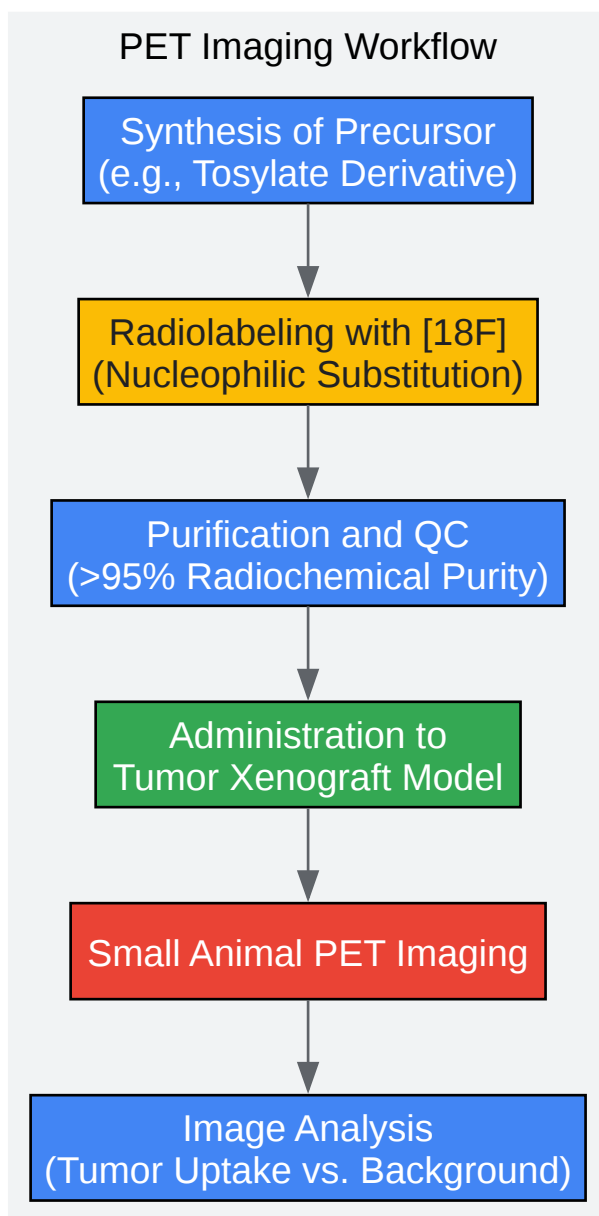 PET Imaging Workflow
Synthesis of Precursor
(e.g., Tosylate Derivative)
Radiolabeling with [18F]
(Nucleophilic Substitution)
Purification and QC
(>95% Radiochemical Purity)
Administration to
Tumor Xenograft Model
Small Animal PET Imaging
Image Analysis
(Tumor Uptake vs. Background)